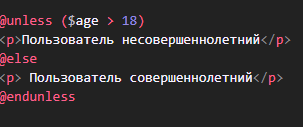 @unless ($age > 18)
<p>Пользователь несовершеннолетний</p>
@else
<p> Пользователь совершеннолетний</p>
@endunless